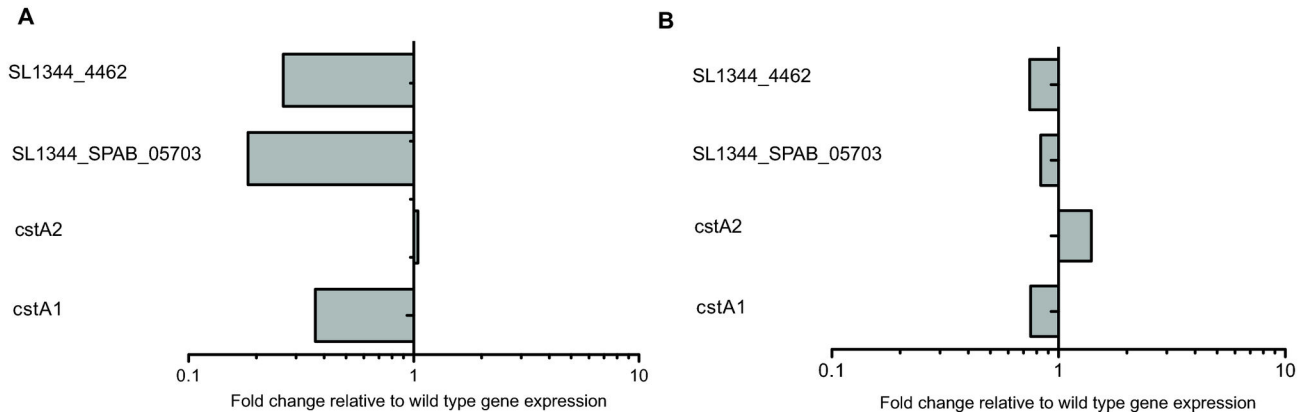 A
SL1344_4462
SL1344_SPAB_05703
cstA2
cstA1
0.1 1 10
Fold change relative to wild type gene expression
B
SL1344_4462
SL1344_SPAB_05703
cstA2
cstA1
0.1 1 10
Fold change relative to wild type gene expression